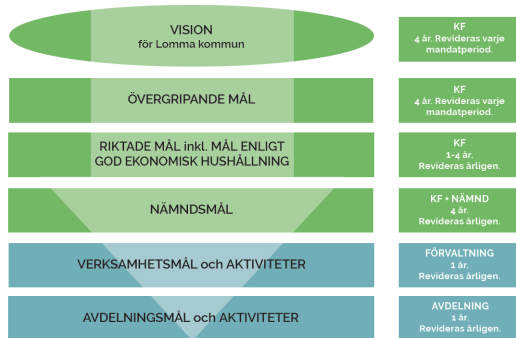 VISION
för Lomma kommun
KF
4 år. Revideras varje
mandatperiod.
ÖVERGRIPANDE MÅL
KF
4 år. Revideras varje
mandatperiod.
RIKTADE MÅL inkl. MÅL ENLIGT
GOD EKONOMISK HUSHÅLLNING
KF
1-4 år.
Revideras årligen.
NÄMNDSMÅL
KF + NÄMND
4 år.
Revideras årligen.
VERKSAMHETSMÅL och AKTIVITETER
FÖRVALTNING
1 år.
Revideras årligen.
AVDELNINGSMÅL och AKTIVITETER
AVDELNING
1 år.
Revideras årligen.